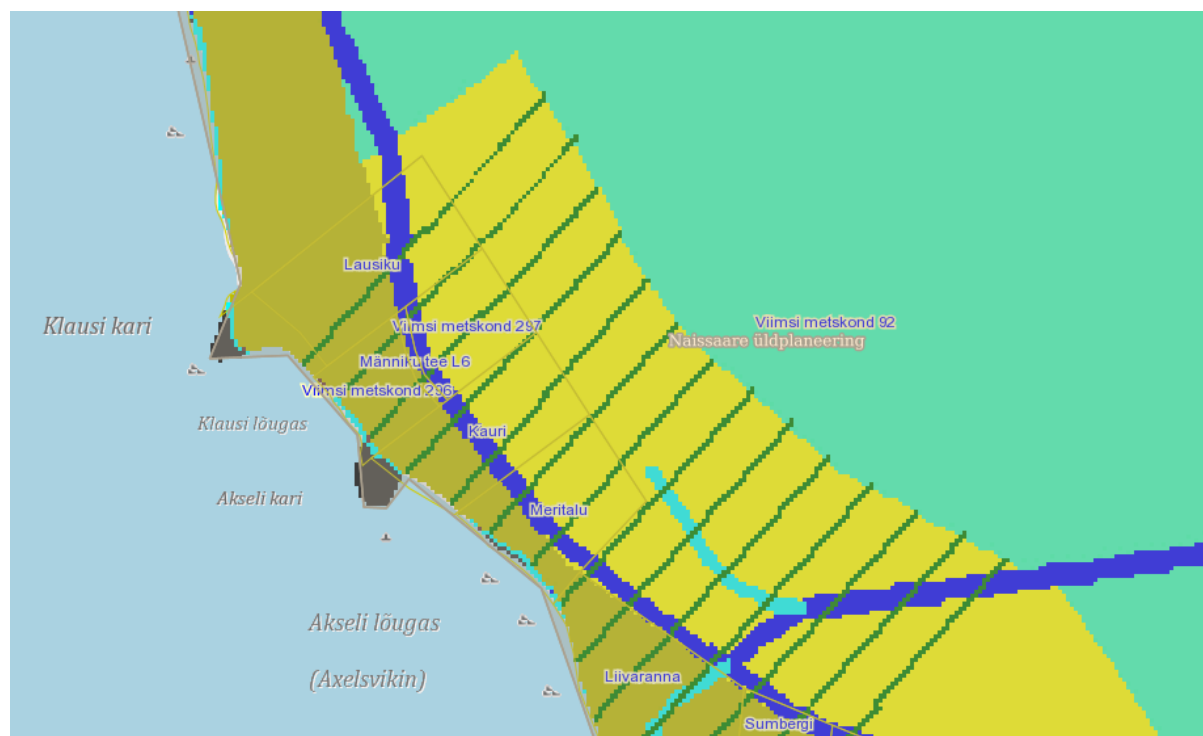 Lausiku
Klausi kari
Viimsi metskond 297
Viimsi metskond 92
Naissaare üldplaneering
Männiku tee L6
Viimsi metskond 296
Klausi lõugas
Kauri
Akseli kari
Meritalu
Akseli lõugas
(Axelsvikin)
Liivaranna
Sumbergi